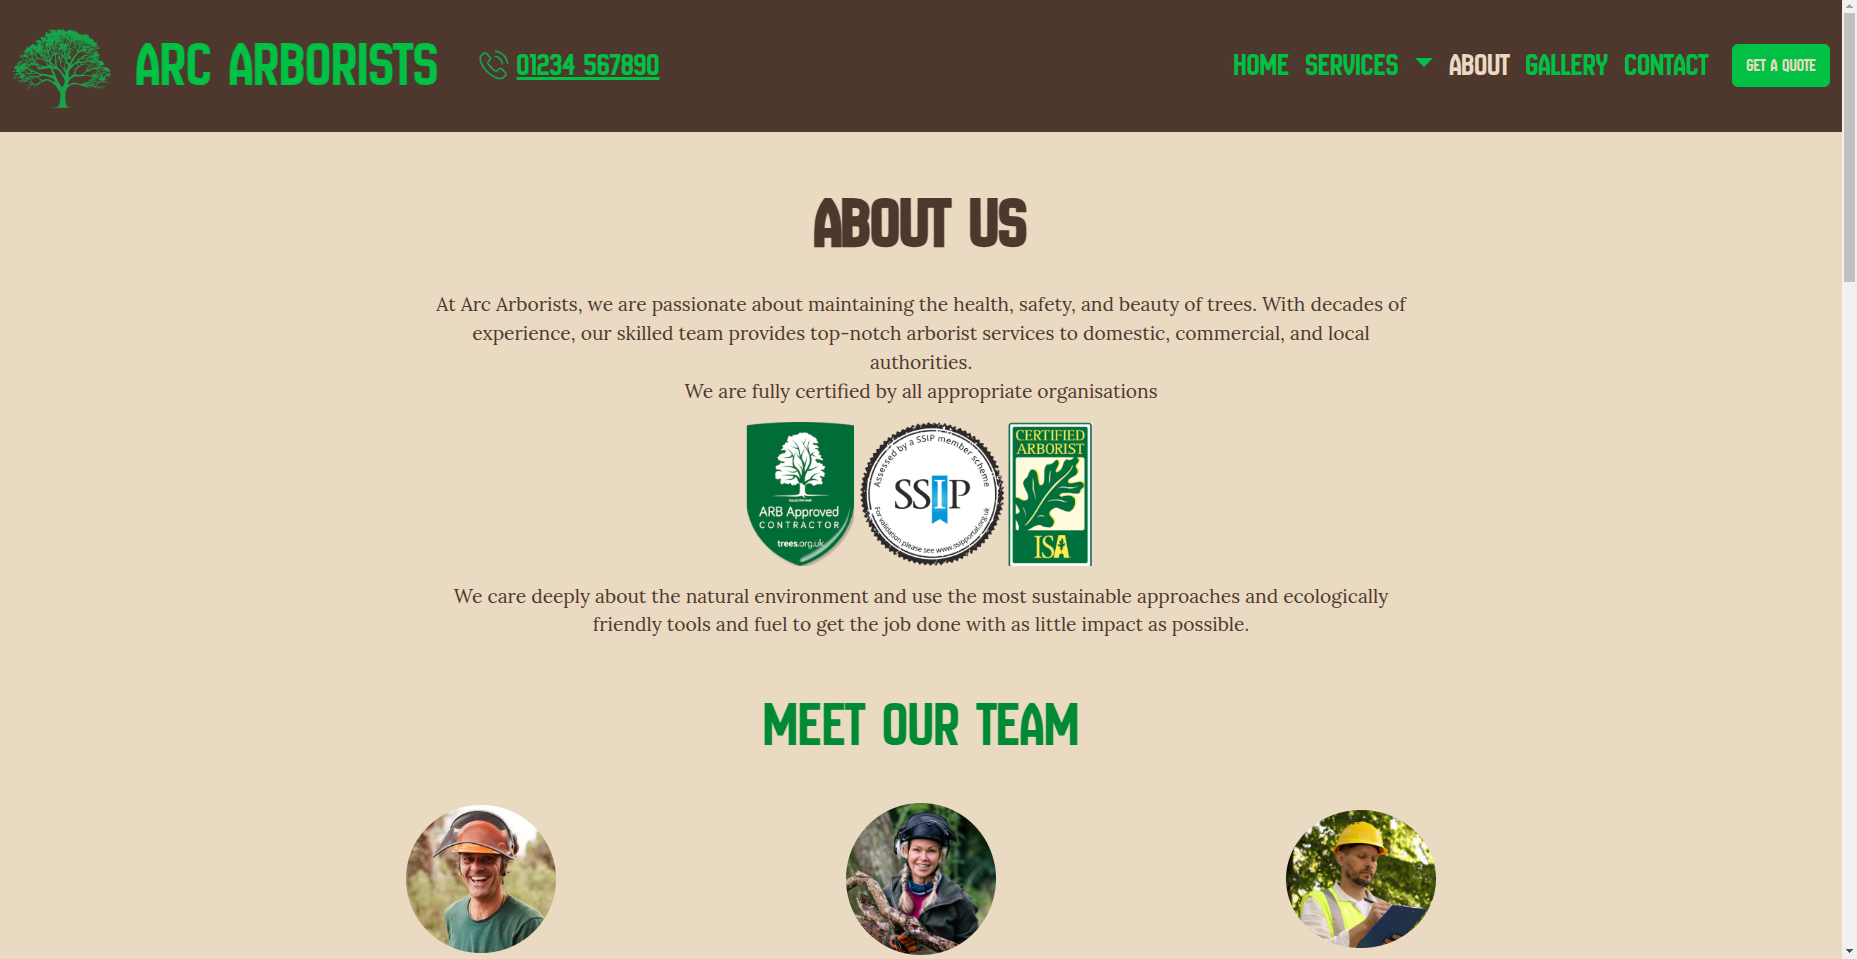 ARC ARBORISTS
01234 567890
HOME SERVICES ABOUT GALLERY CONTACT GET A QUOTE
ABOUT US
At Arc Arborists, we are passionate about maintaining the health, safety, and beauty of trees. With decades of
experience, our skilled team provides top-notch arborist services to domestic, commercial, and local
authorities.
We are fully certified by all appropriate organisations
ARB Approved
CONTRACTOR
trees.org.uk
Assessed by a SSIP member scheme
SSIP
For validation please see www.ssipportal.org.uk
CERTIFIED
ARBORIST
ISA
We care deeply about the natural environment and use the most sustainable approaches and ecologically
friendly tools and fuel to get the job done with as little impact as possible.
MEET OUR TEAM